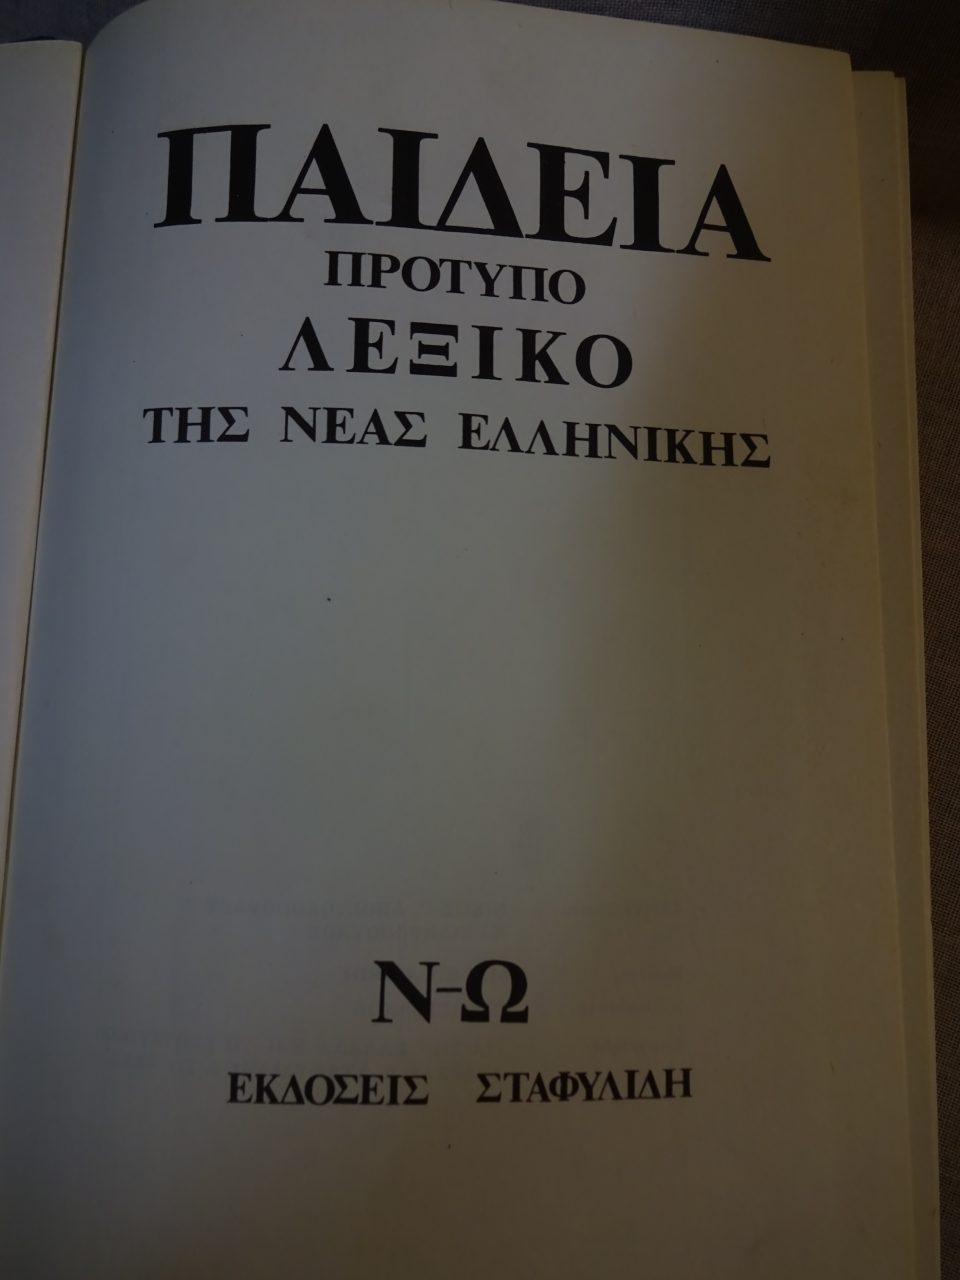 ΠΑΙΔΕΙΑ
ΠΡΟΤΥΠΟ
ΛΕΞΙΚΟ
ΤΗΣ ΝΕΑΣ ΕΛΛΗΝΙΚΗΣ
Ν-Ω
ΕΚΔΟΣΕΙΣ ΣΤΑΦΥΛΙΔΗ